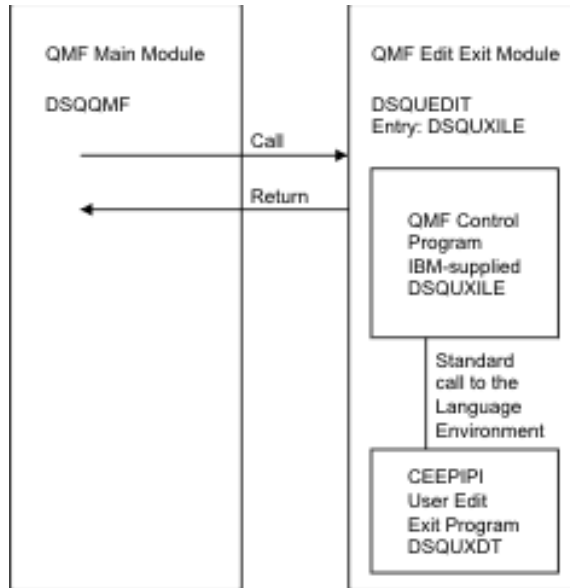 QMF Main Module
DSQQMF
Call
Return
QMF Edit Exit Module
DSQUEDIT
Entry: DSQUXILE
QMF Control
Program
IBM-supplied
DSQUXILE
Standard
call to the
Language
Environment
CEEPIPI
User Edit
Exit Program
DSQUXDT